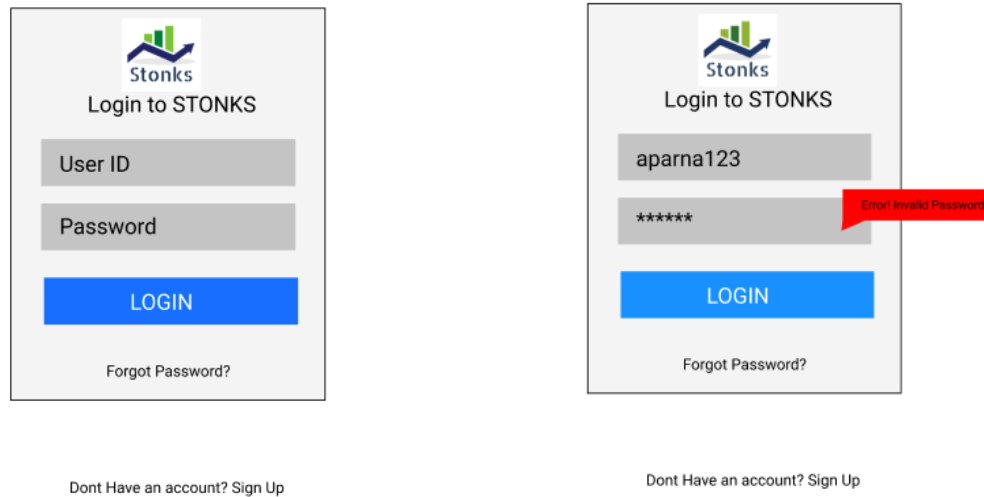 Stonks
Login to STONKS
User ID
Password
LOGIN
Forgot Password?
Dont Have an account? Sign Up
Stonks
Login to STONKS
aparna123
******
Error! Invalid Password
LOGIN
Forgot Password?
Dont Have an account? Sign Up